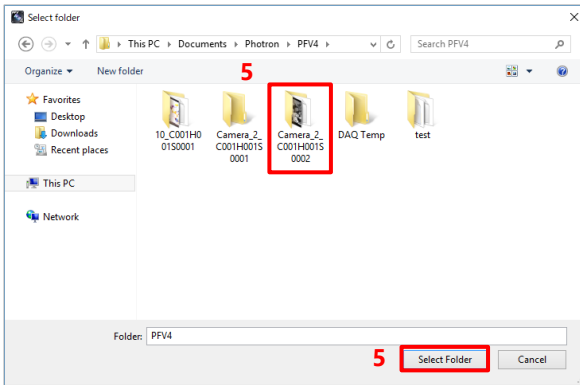 Select folder
This PC Documents Photron PFV4
Search PFV4
Organize
New folder
5
Favorites
Desktop
Downloads
Recent places
This PC
Network
10_C001H0
01S0001
Camera_2_
C001H001S
0001
Camera_2_
C001H001S
0002
DAQ Temp
test
Folder: PFV4
5
Select Folder
Cancel